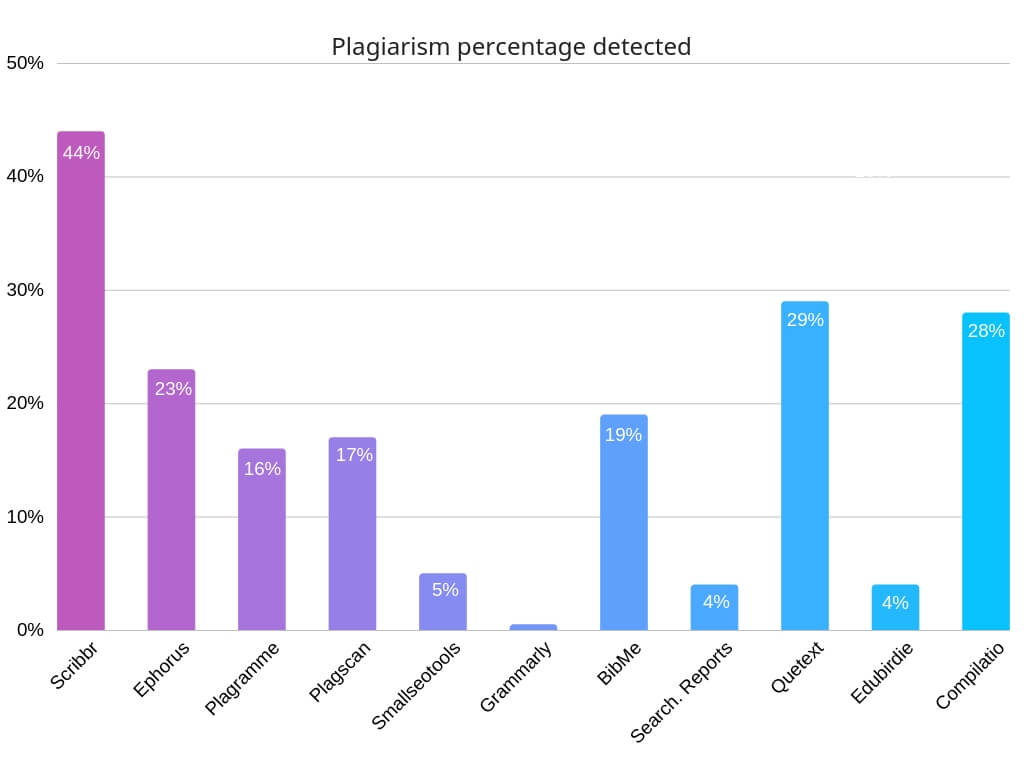 Plagiarism percentage detected
50%
40%
30%
20%
10%
0%
44%
23%
16%
17%
5%
19%
4%
29%
4%
28%
Scribbr
Ephorus
Plagramme
Plagscan
Smallseotools
Grammarly
BibMe
Search. Reports
Quetext
Edubirdie
Compilatio